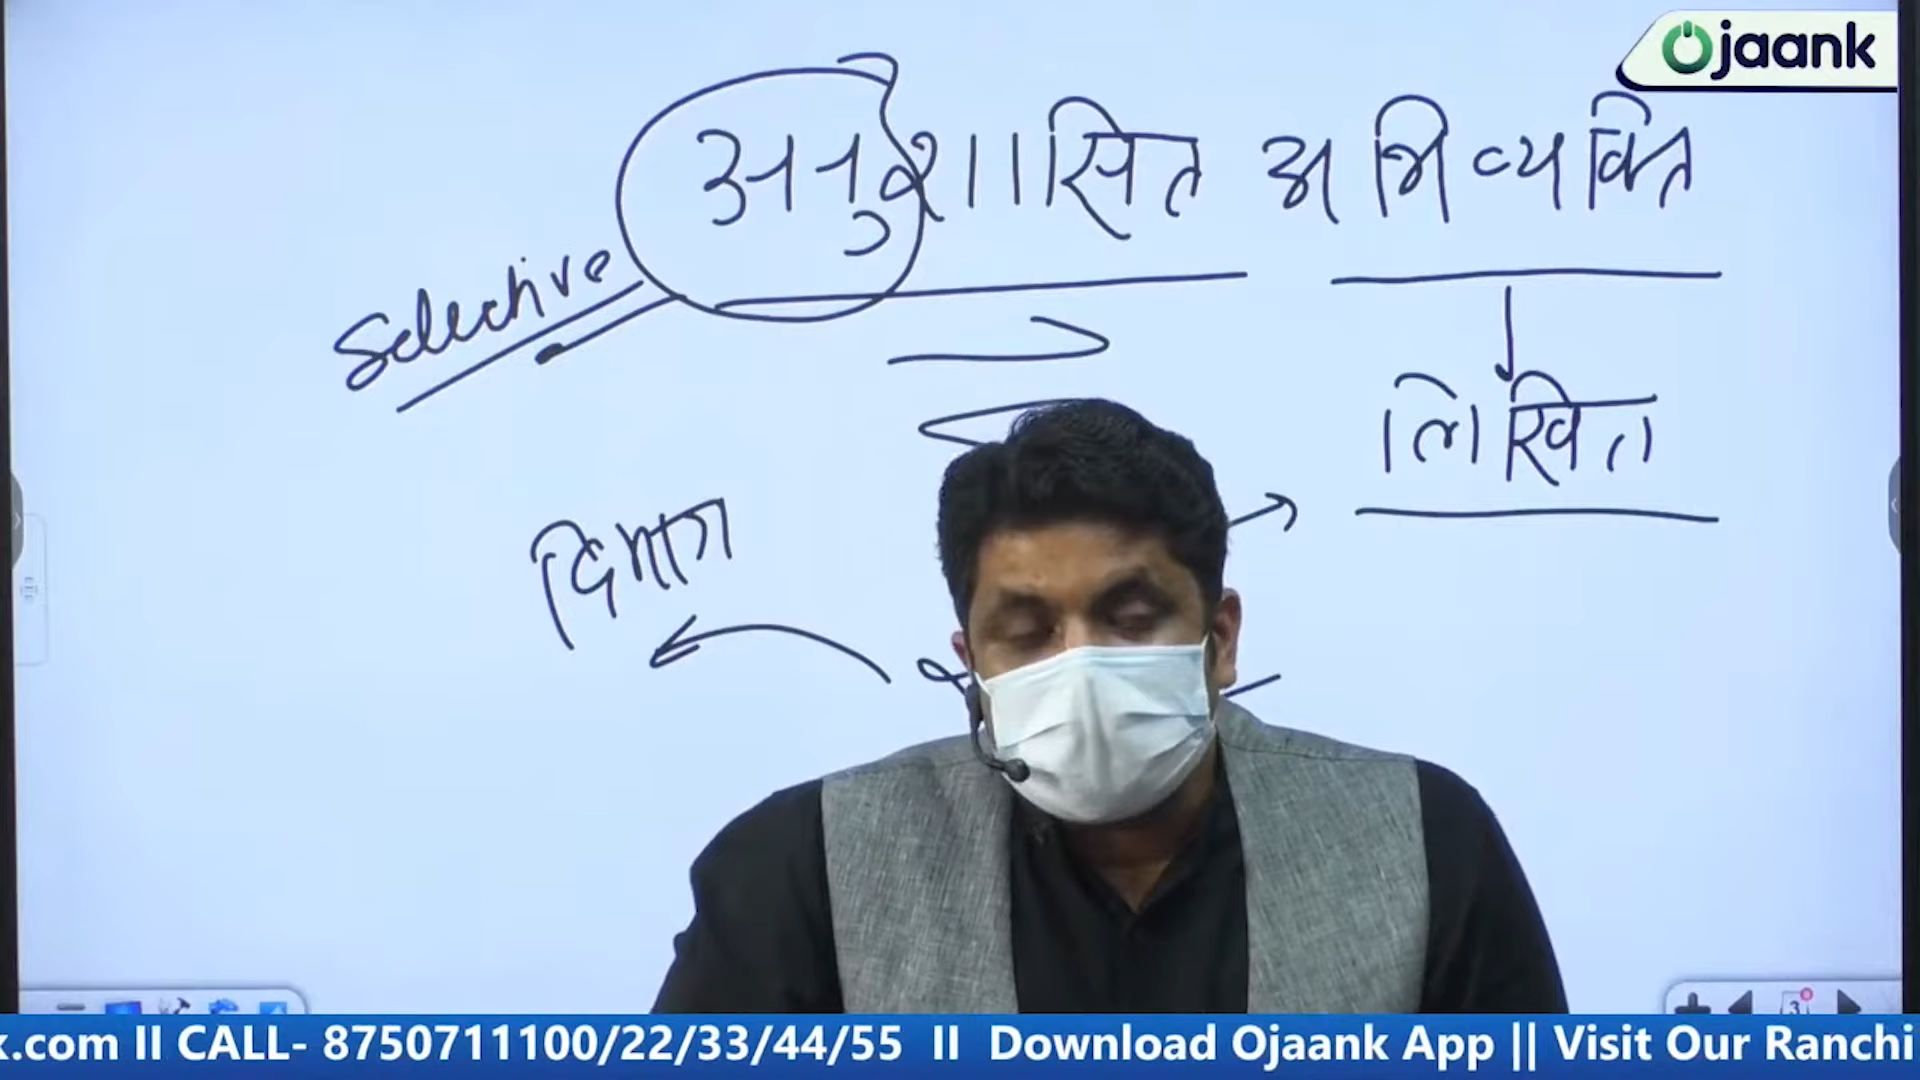 Ojaank
अनुशासित अभिव्यक्ति
Selective
लिखित
दिमाग
k.com II CALL- 8750711100/22/33/44/55 II Download Ojaank App || Visit Our Ranchi